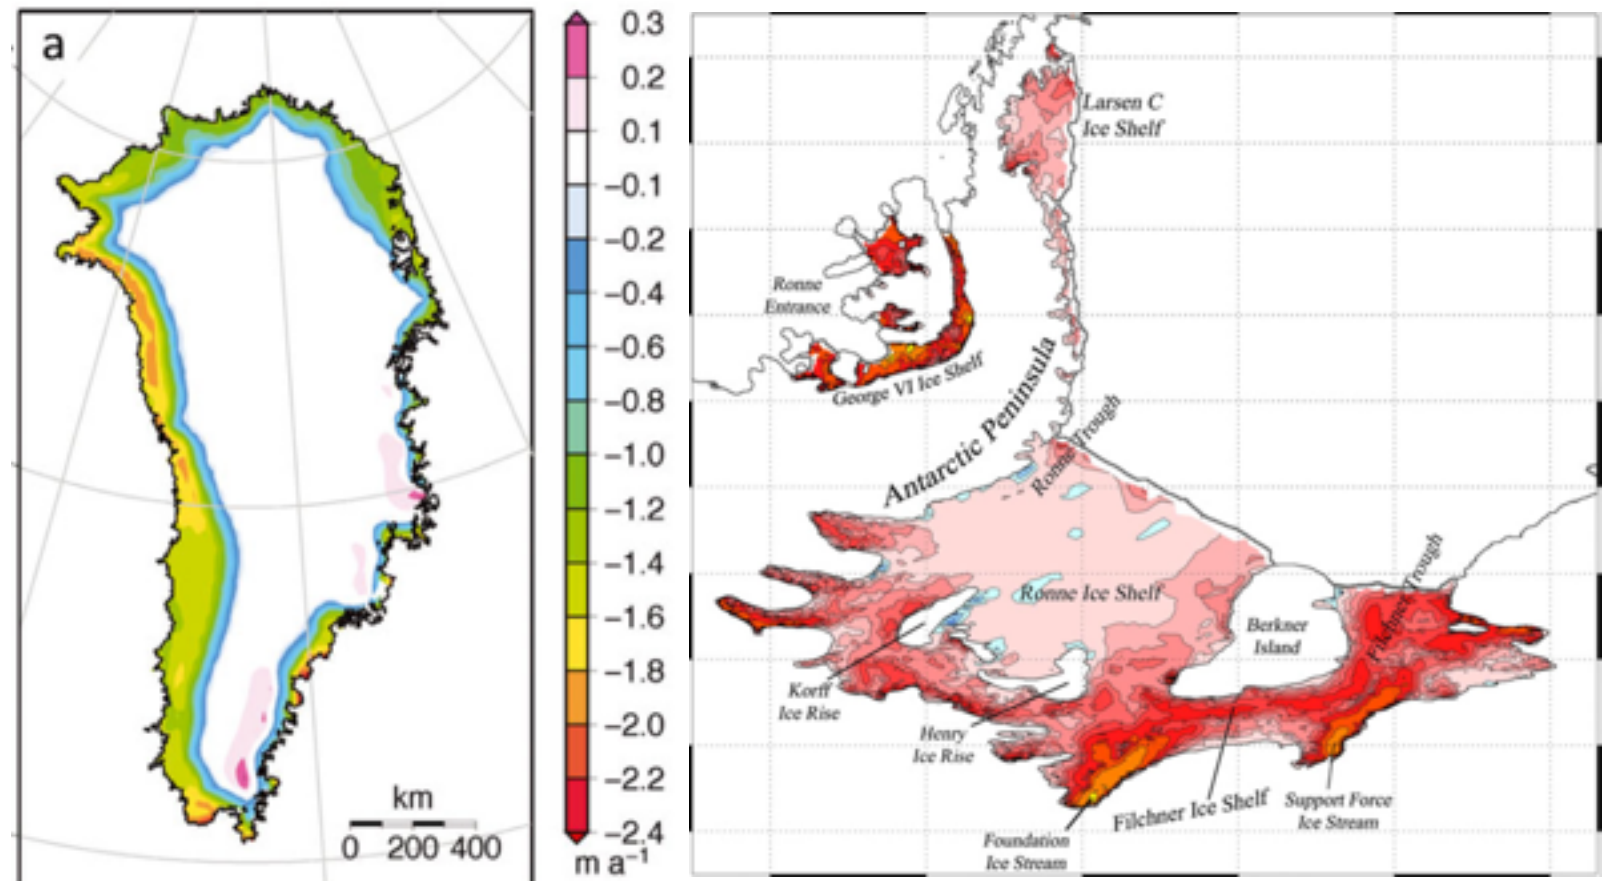 a
0.3
0.2
0.1
−0.1
−0.2
−0.4
−0.6
−0.8
−1.0
−1.2
−1.4
−1.6
−1.8
−2.0
−2.2
−2.4
m a⁻¹
km
0 200 400
Larsen C
Ice Shelf
Ronne
Entrance
George VI Ice Shelf
Antarctic Peninsula
Ronne Trough
Ronne Ice Shelf
Berkner
Island
Filchner Trough
Korff
Ice Rise
Henry
Ice Rise
Filchner Ice Shelf
Support Force
Ice Stream
Foundation
Ice Stream